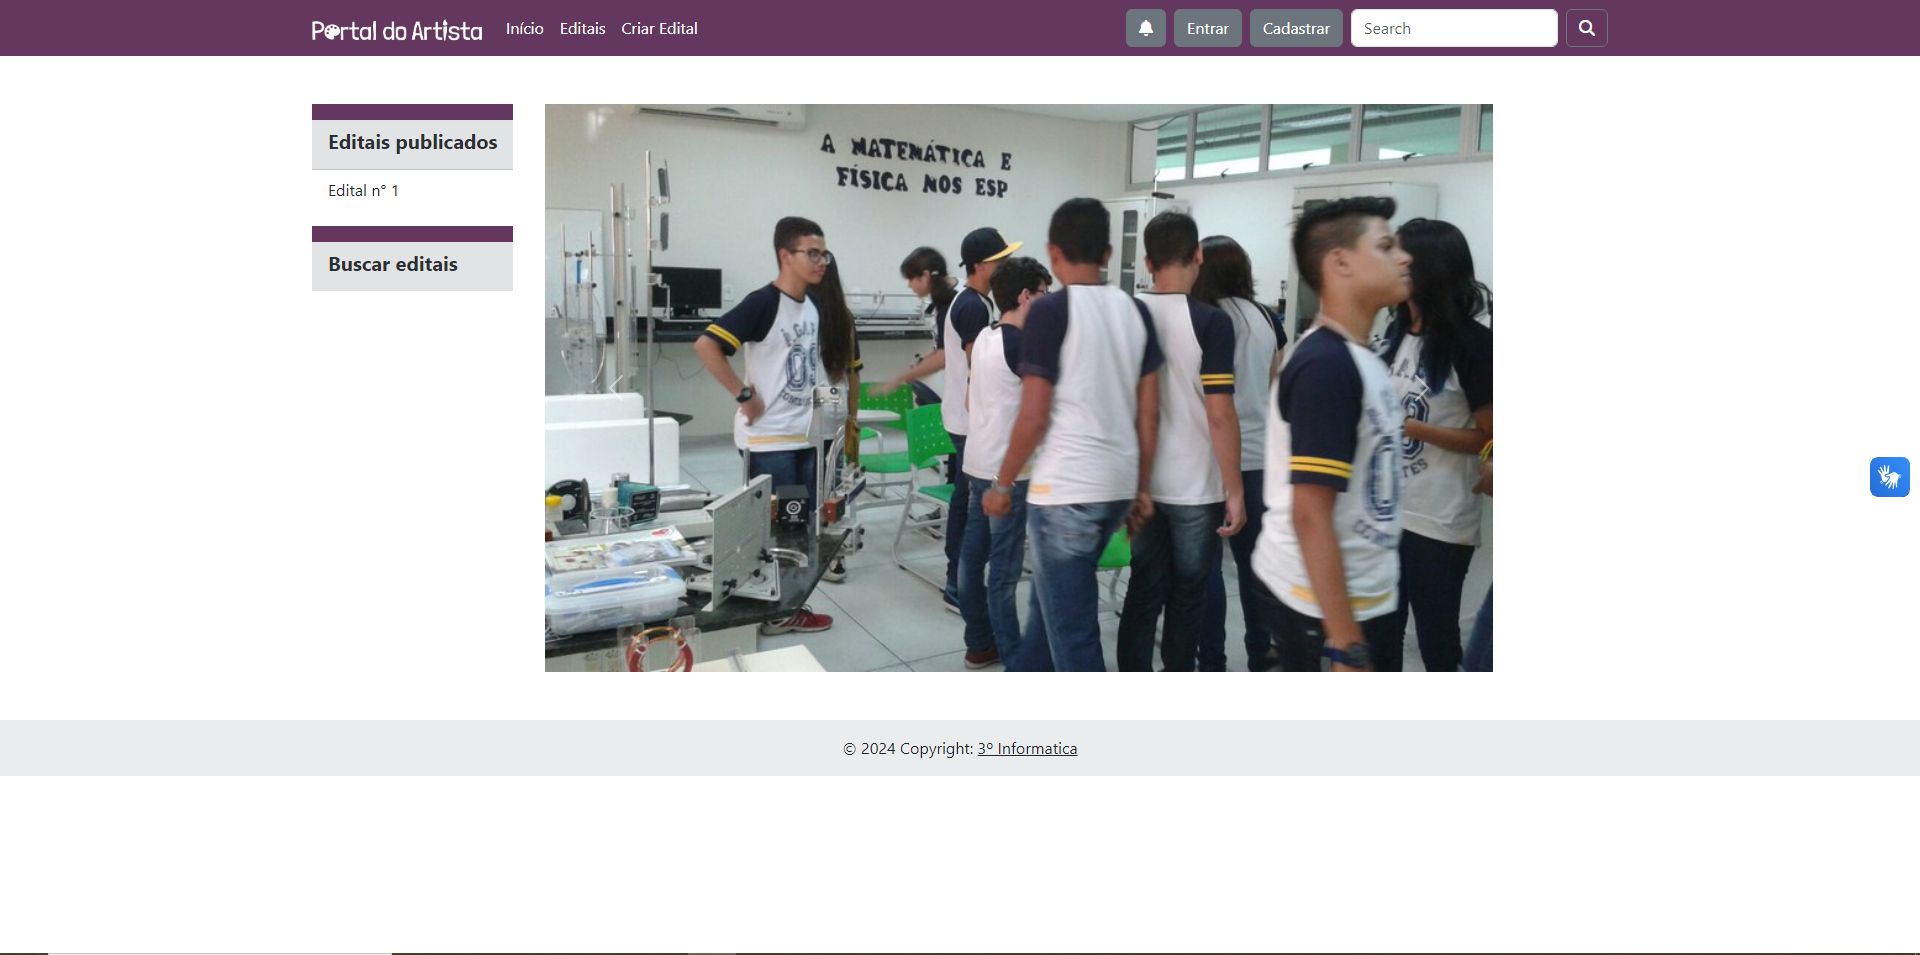 Portal do Artista
Início
Editais
Criar Edital
Entrar
Cadastrar
Search
Editais publicados
Edital n° 1
Buscar editais
A MATEMÁTICA E
FÍSICA NOS ESP
© 2024 Copyright: 3º Informatica